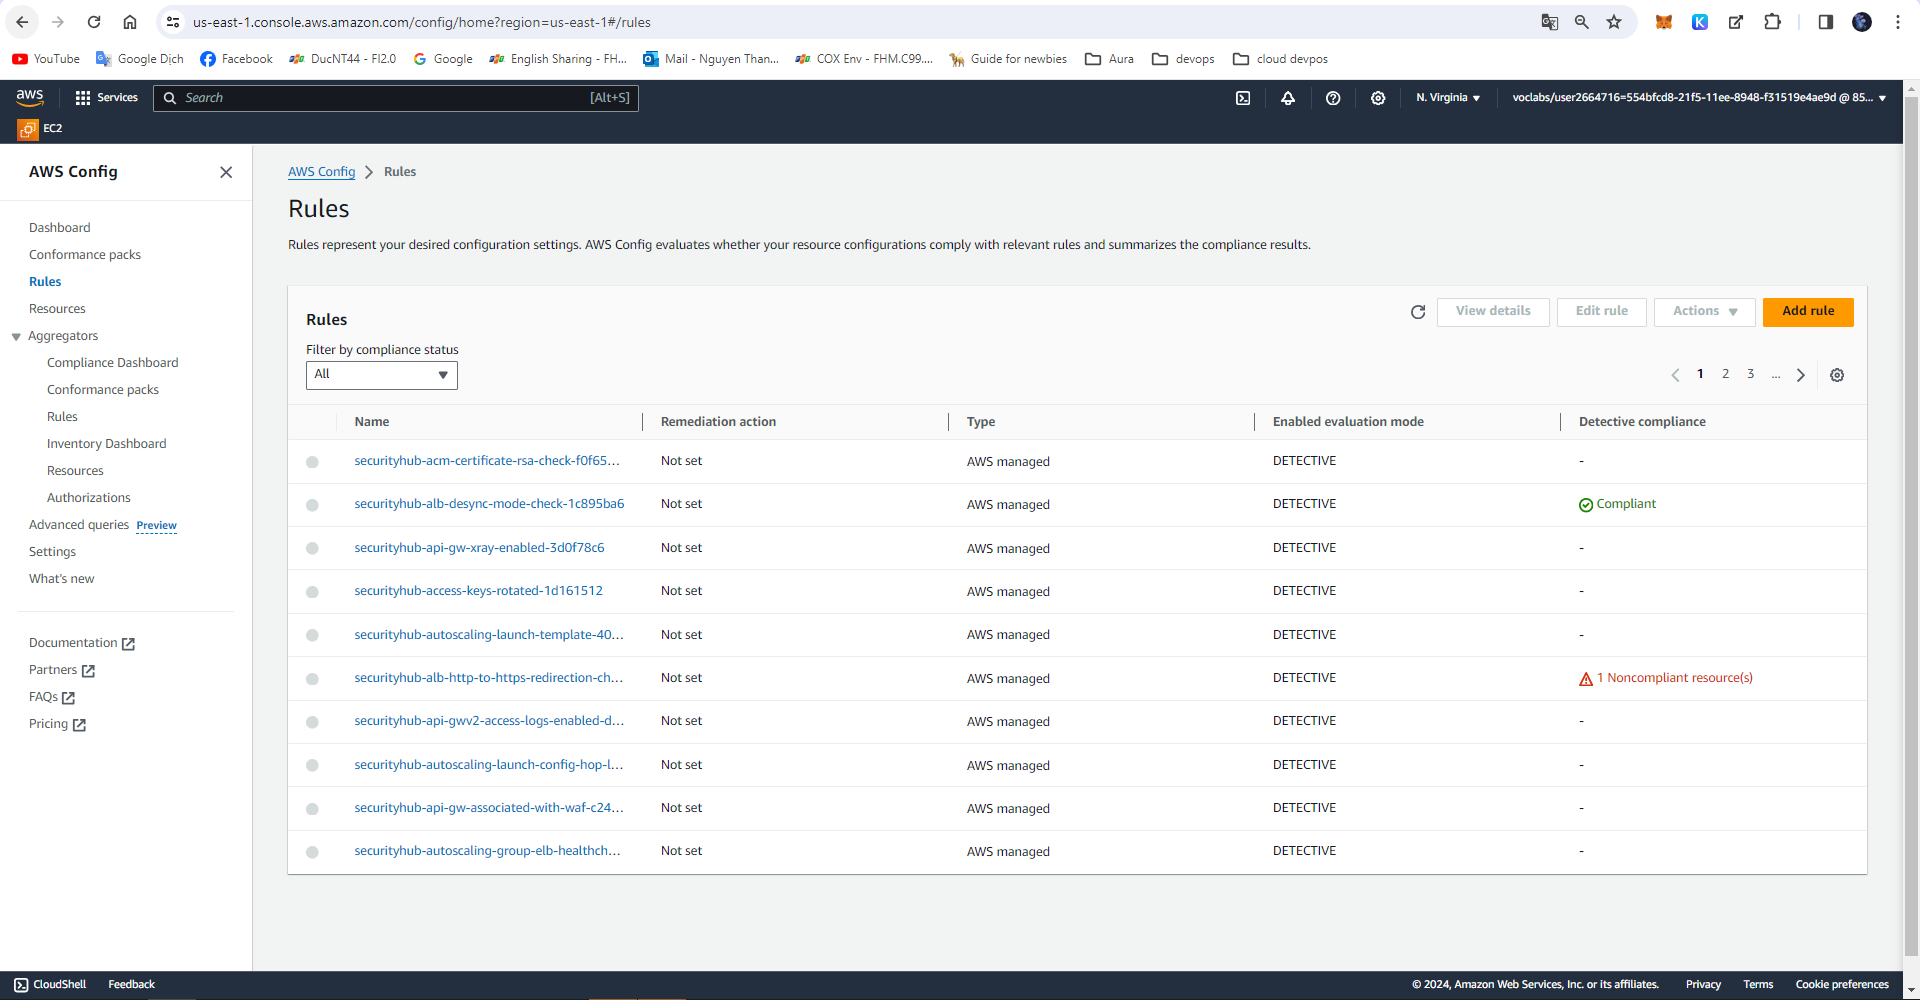 us-east-1.console.aws.amazon.com/config/home?region=us-east-1#/rules
YouTube Google Dịch Facebook DucNT44 - FI2.0 Google English Sharing - FH... Mail - Nguyen Than... COX Env - FHM.C99.... Guide for newbies Aura devops cloud devpos
aws Services Search [Alt+S] N. Virginia voclabs/user2664716=554bfcd8-21f5-11ee-8948-f31519e4ae9d @ 85...
EC2
AWS Config
Dashboard
Conformance packs
Rules
Resources
Aggregators
Compliance Dashboard
Conformance packs
Rules
Inventory Dashboard
Resources
Authorizations
Advanced queries Preview
Settings
What's new
Documentation
Partners
FAQs
Pricing
AWS Config Rules
Rules
Rules represent your desired configuration settings. AWS Config evaluates whether your resource configurations comply with relevant rules and summarizes the compliance results.
Rules View details Edit rule Actions Add rule
Filter by compliance status
All 1 2 3 ...
Name Remediation action Type Enabled evaluation mode Detective compliance
securityhub-acm-certificate-rsa-check-f0f65... Not set AWS managed DETECTIVE -
securityhub-alb-desync-mode-check-1c895ba6 Not set AWS managed DETECTIVE Compliant
securityhub-api-gw-xray-enabled-3d0f78c6 Not set AWS managed DETECTIVE -
securityhub-access-keys-rotated-1d161512 Not set AWS managed DETECTIVE -
securityhub-autoscaling-launch-template-40... Not set AWS managed DETECTIVE -
securityhub-alb-http-to-https-redirection-ch... Not set AWS managed DETECTIVE 1 Noncompliant resource(s)
securityhub-api-gwv2-access-logs-enabled-d... Not set AWS managed DETECTIVE -
securityhub-autoscaling-launch-config-hop-l... Not set AWS managed DETECTIVE -
securityhub-api-gw-associated-with-waf-c24... Not set AWS managed DETECTIVE -
securityhub-autoscaling-group-elb-healthch... Not set AWS managed DETECTIVE -
CloudShell Feedback © 2024, Amazon Web Services, Inc. or its affiliates. Privacy Terms Cookie preferences